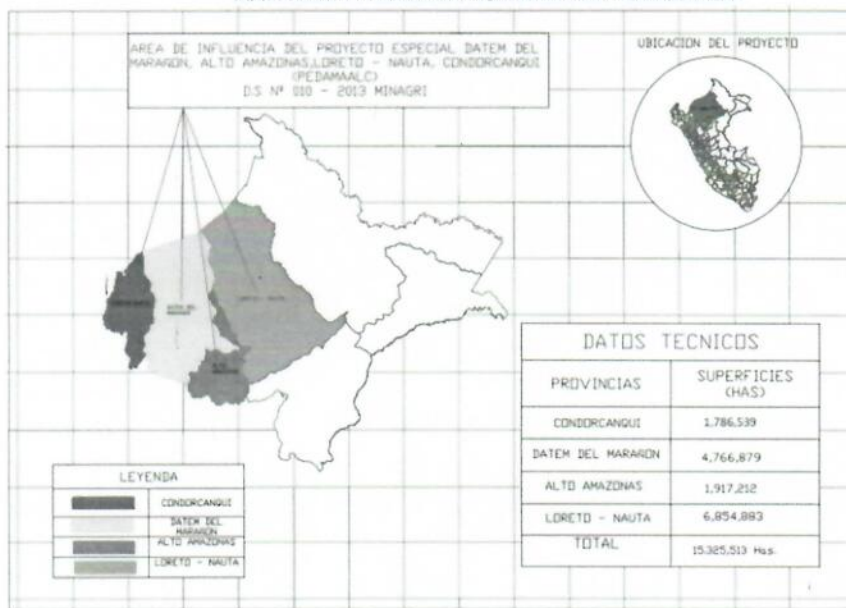 AREA DE INFLUENCIA DEL PROYECTO ESPECIAL DATEM DEL
MARAÑON, ALTO AMAZONAS,LORETO - NAUTA, CONDORCANQUI
(PEDAMAALC)
D.S Nº 010 - 2013 MINAGRI
UBICACION DEL PROYECTO
DATOS TECNICOS
PROVINCIAS SUPERFICIES
(HAS)
CONDORCANQUI 1,786,539
DATEM DEL MARAÑON 4,766,879
ALTO AMAZONAS 1,917,212
LORETO - NAUTA 6,854,883
TOTAL 15,325,513 Has.
LEYENDA
CONDORCANQUI
DATEM DEL
MARAÑON
ALTO AMAZONAS
LORETO - NAUTA